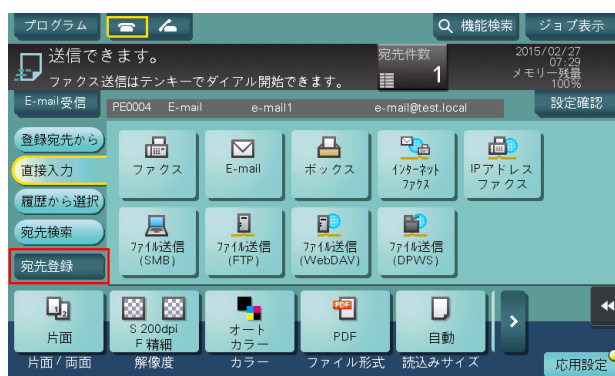 プログラム
機能検索
ジョブ表示
送信できます。
ファクス送信はテンキーでダイアル開始できます。
宛先件数
1
2015/02/27
07:29
メモリー残量
100%
E-mail受信
PE0004 E-mail e-mail1 e-mail@test.local
設定確認
登録宛先から
直接入力
履歴から選択
宛先検索
宛先登録
ファクス
E-mail
ボックス
インターネット
ファクス
IPアドレス
ファクス
ファイル送信
(SMB)
ファイル送信
(FTP)
ファイル送信
(WebDAV)
ファイル送信
(DPWS)
片面
S 200dpi
F 精細
オート
カラー
PDF
PDF
自動
片面 / 両面
解像度
カラー
ファイル形式
読込みサイズ
応用設定